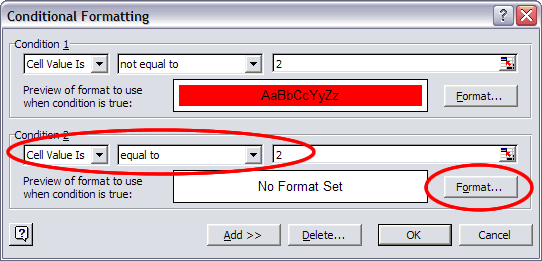 Conditional Formatting
Condition 1
Cell Value Is not equal to 2
Preview of format to use
when condition is true:
AaBbCcYyZz
Format...
Condition 2
Cell Value Is equal to 2
Preview of format to use
when condition is true:
No Format Set
Format...
Add >> Delete... OK Cancel